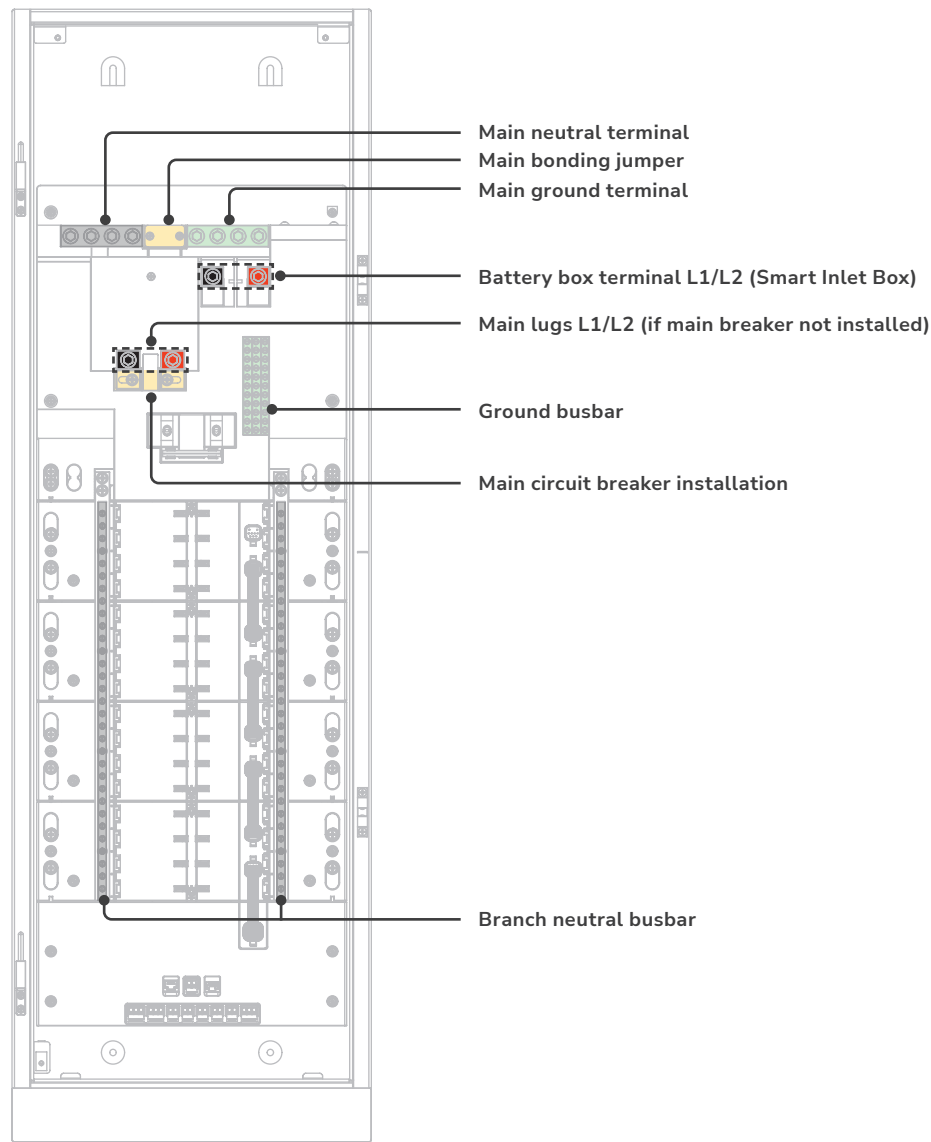 Main neutral terminal
Main bonding jumper
Main ground terminal
Battery box terminal L1/L2 (Smart Inlet Box)
Main lugs L1/L2 (if main breaker not installed)
Ground busbar
Main circuit breaker installation
Branch neutral busbar